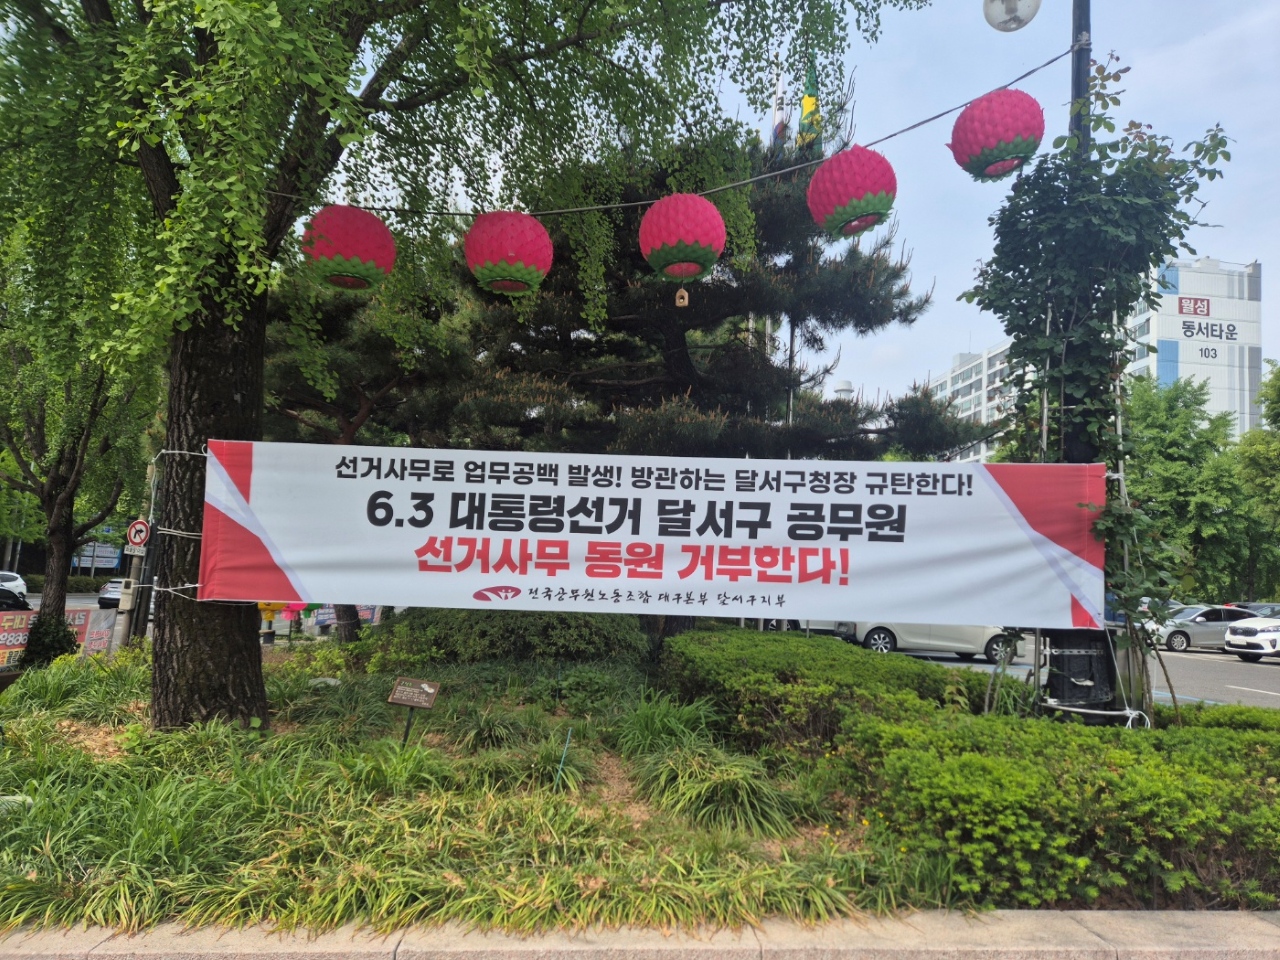 월성
동서타운
103
선거사무로 업무공백 발생! 방관하는 달서구청장 규탄한다!
6.3 대통령선거 달서구 공무원
선거사무 동원 거부한다!
전국공무원노동조합 대구본부 달서구지부